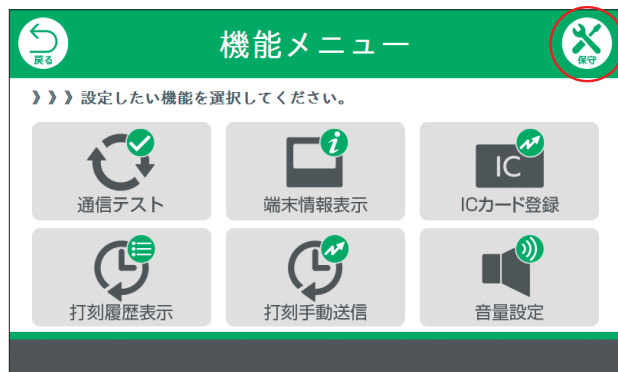 戻る
機能メニュー
保守
》》》設定したい機能を選択してください。
通信テスト
端末情報表示
IC
ICカード登録
打刻履歴表示
打刻手動送信
音量設定